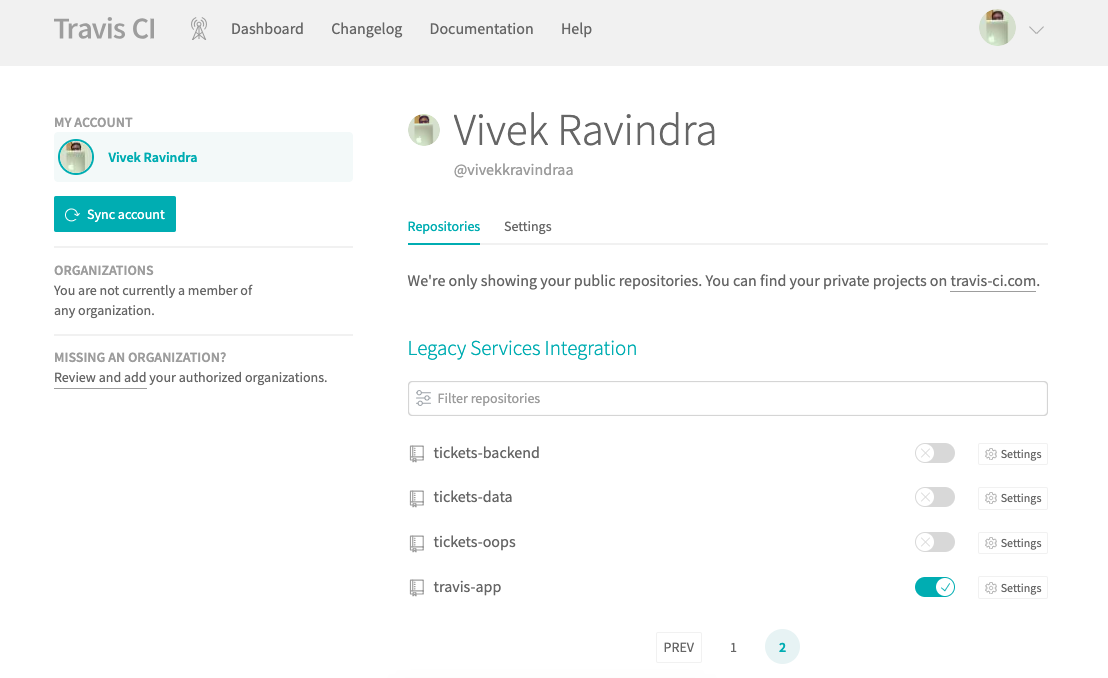 Travis CI
Dashboard
Changelog
Documentation
Help
MY ACCOUNT
Vivek Ravindra
Sync account
ORGANIZATIONS
You are not currently a member of
any organization.
MISSING AN ORGANIZATION?
Review and add your authorized organizations.
Vivek Ravindra
@vivekkravindraa
Repositories
Settings
We're only showing your public repositories. You can find your private projects on travis-ci.com.
Legacy Services Integration
Filter repositories
tickets-backend
Settings
tickets-data
Settings
tickets-oops
Settings
travis-app
Settings
PREV
1
2